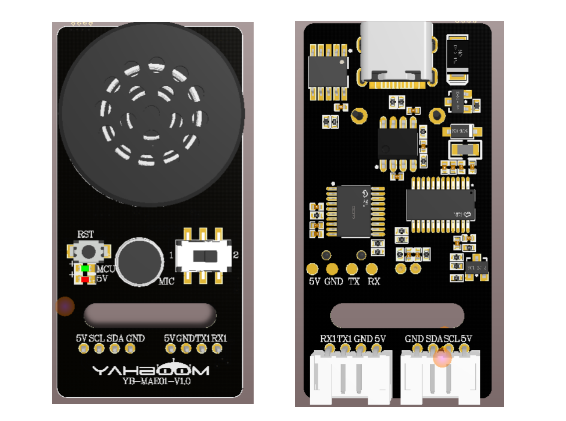 RST
1
2
MCU
5V
MIC
5V SCL SDA GND
5V GND TX1 RX1
YAHBOOM
YB-MAE01-V1.0
5V GND TX RX
RX1 TX1 GND 5V
GND SDA SCL 5V